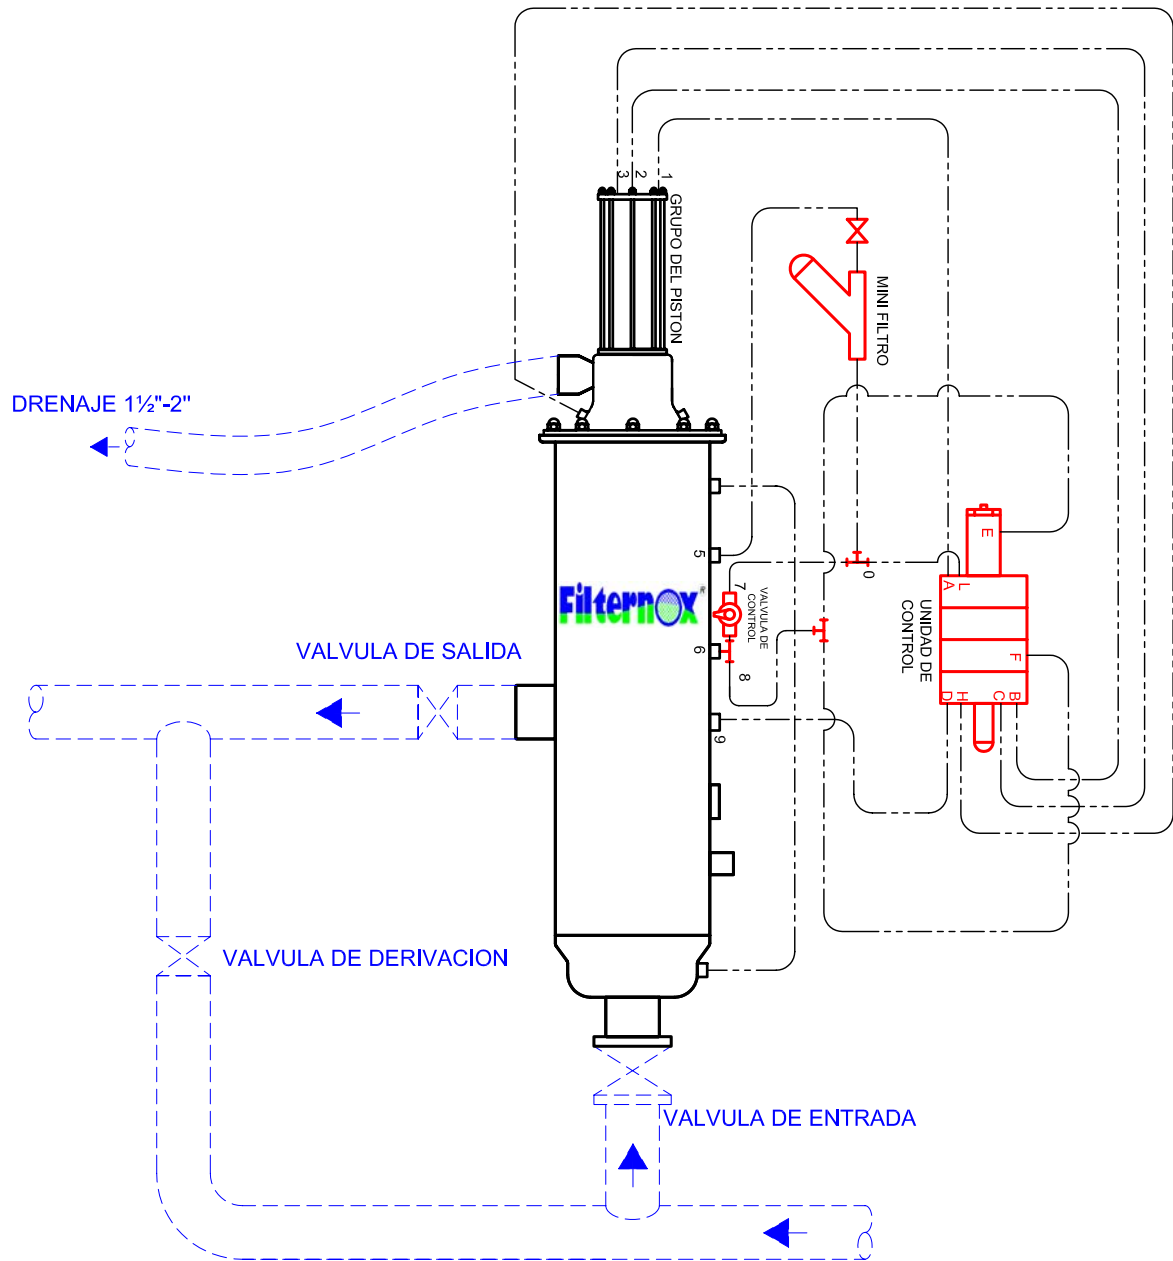 3
2
1
GRUPO DEL PISTON
MINI FILTRO
DRENAJE 1½"-2"
E
5
0
7
VALVULA DE
CONTROL
L
A
Filternox®
UNIDAD DE
CONTROL
F
6
VALVULA DE SALIDA
8
B
C
H
D
9
VALVULA DE DERIVACION
VALVULA DE ENTRADA